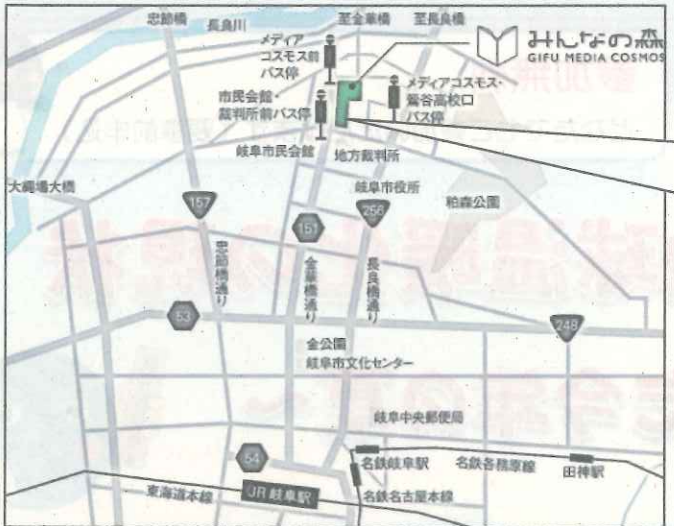 忠節橋
長良川
至金華橋
至長良橋
みんなの森
GIFU MEDIA COSMOS
メディア
コスモス前
バス停
市民会館・
裁判所前バス停
メディアコスモス・
鶯谷高校口
バス停
岐阜市民会館
地方裁判所
大縄場大橋
岐阜市役所
柏森公園
157
151
256
忠節橋通り
金華橋通り
長良橋通り
63
248
金公園
岐阜市文化センター
岐阜中央郵便局
54
名鉄岐阜駅
名鉄各務原線
田神駅
東海道本線
JR 岐阜駅
名鉄名古屋本線